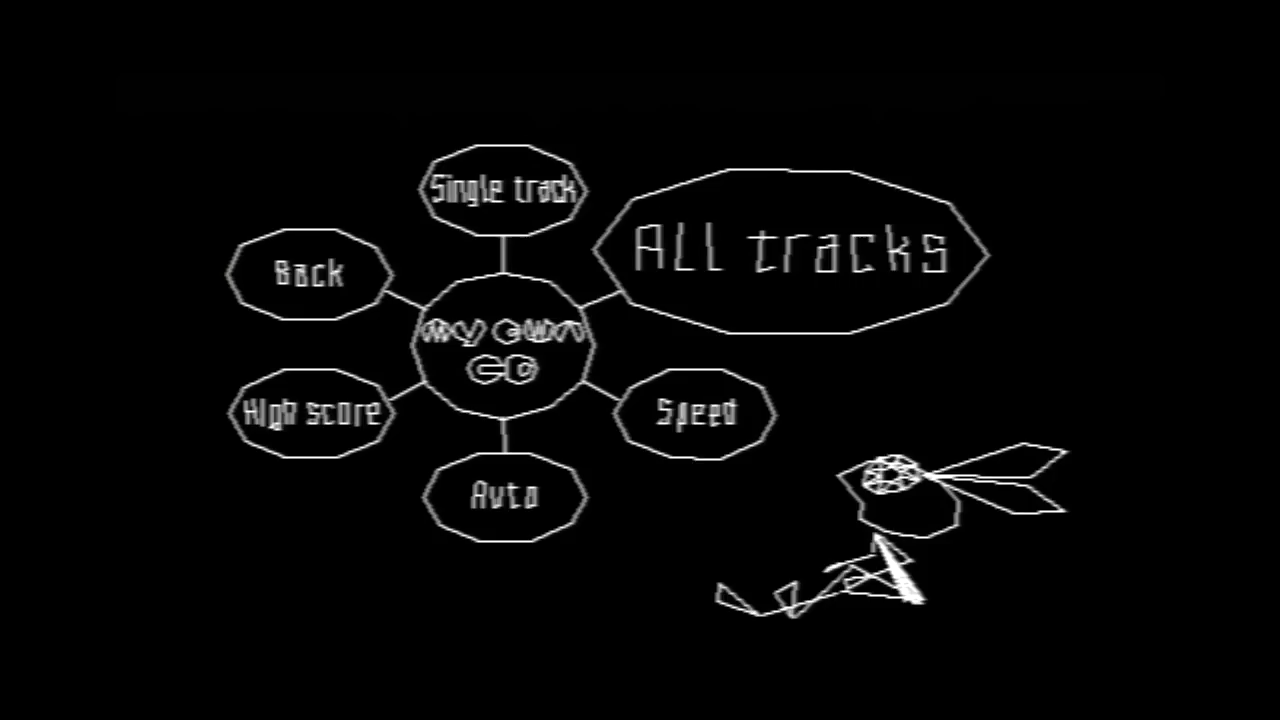 Single track
All tracks
Back
my own
CD
High score
Speed
Auto